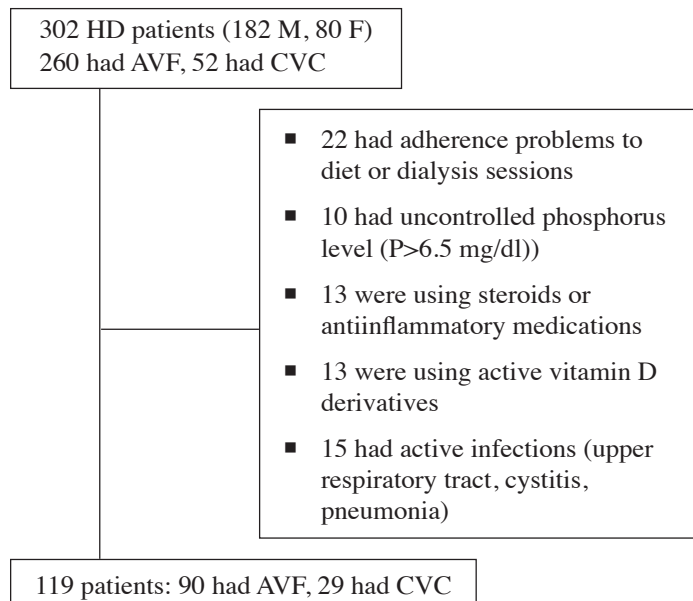 302 HD patients (182 M, 80 F)
260 had AVF, 52 had CVC
■ 22 had adherence problems to
diet or dialysis sessions
■ 10 had uncontrolled phosphorus
level (P>6.5 mg/dl))
■ 13 were using steroids or
antiinflammatory medications
■ 13 were using active vitamin D
derivatives
■ 15 had active infections (upper
respiratory tract, cystitis,
pneumonia)
119 patients: 90 had AVF, 29 had CVC